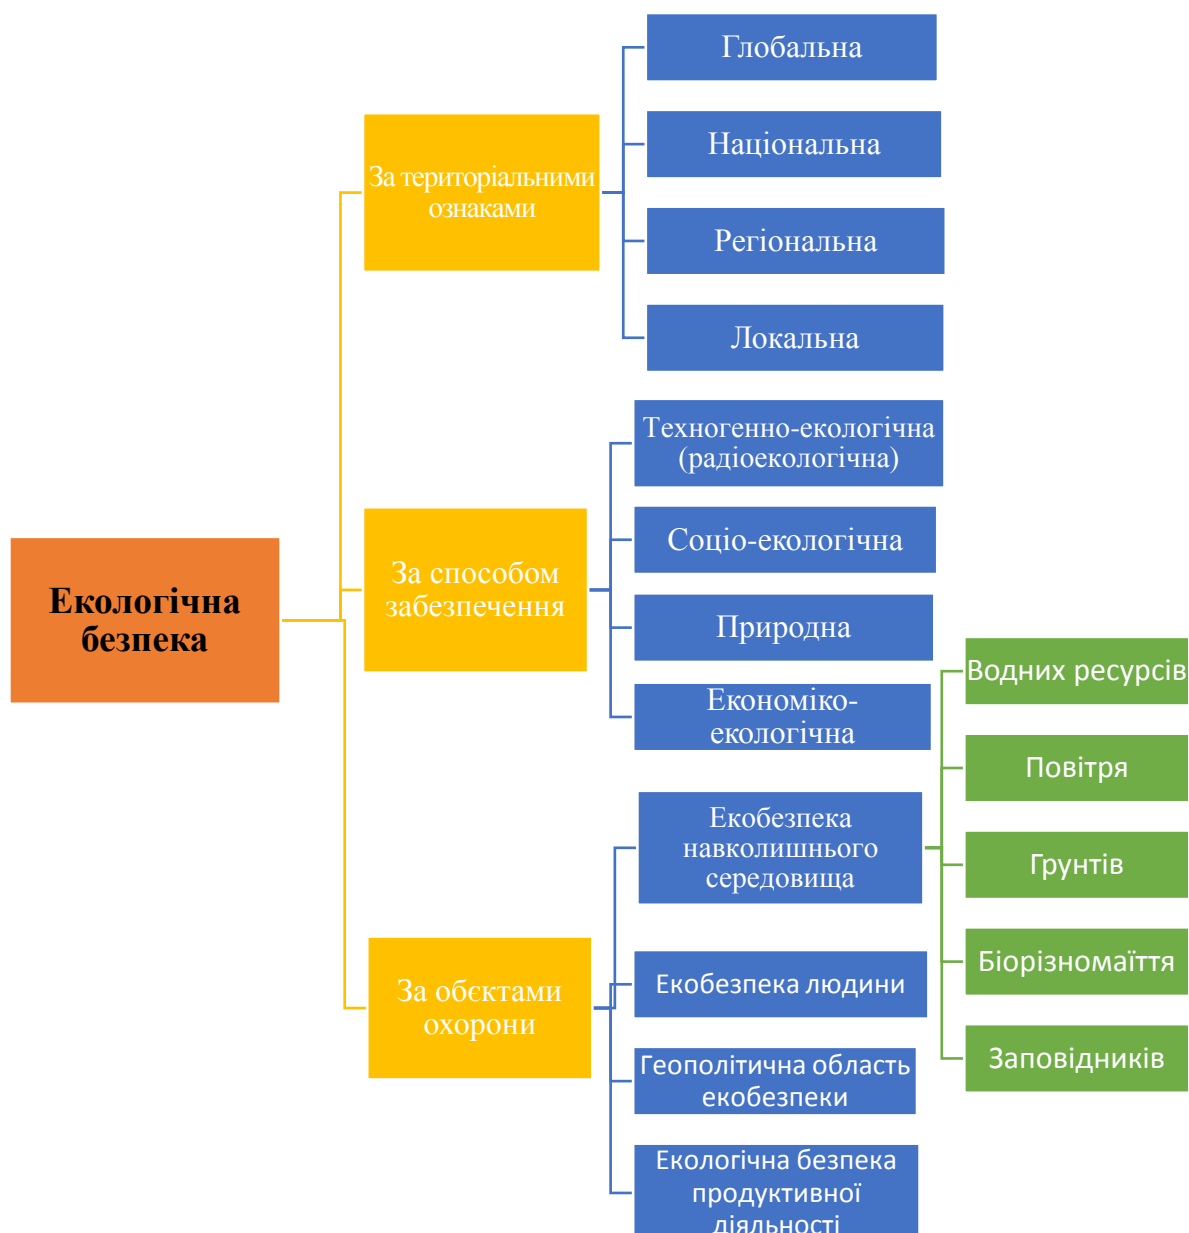 Екологічна
безпека
За територіальними
ознаками
Глобальна
Національна
Регіональна
Локальна
За способом
забезпечення
Техногенно-екологічна
(радіоекологічна)
Соціо-екологічна
Природна
Економіко-
екологічна
За обєктами
охорони
Екобезпека
навколишнього
середовища
Водних ресурсів
Повітря
Грунтів
Біорізномаїття
Заповідників
Екобезпека людини
Геополітична область
екобезпеки
Екологічна безпека
продуктивної
діяльності